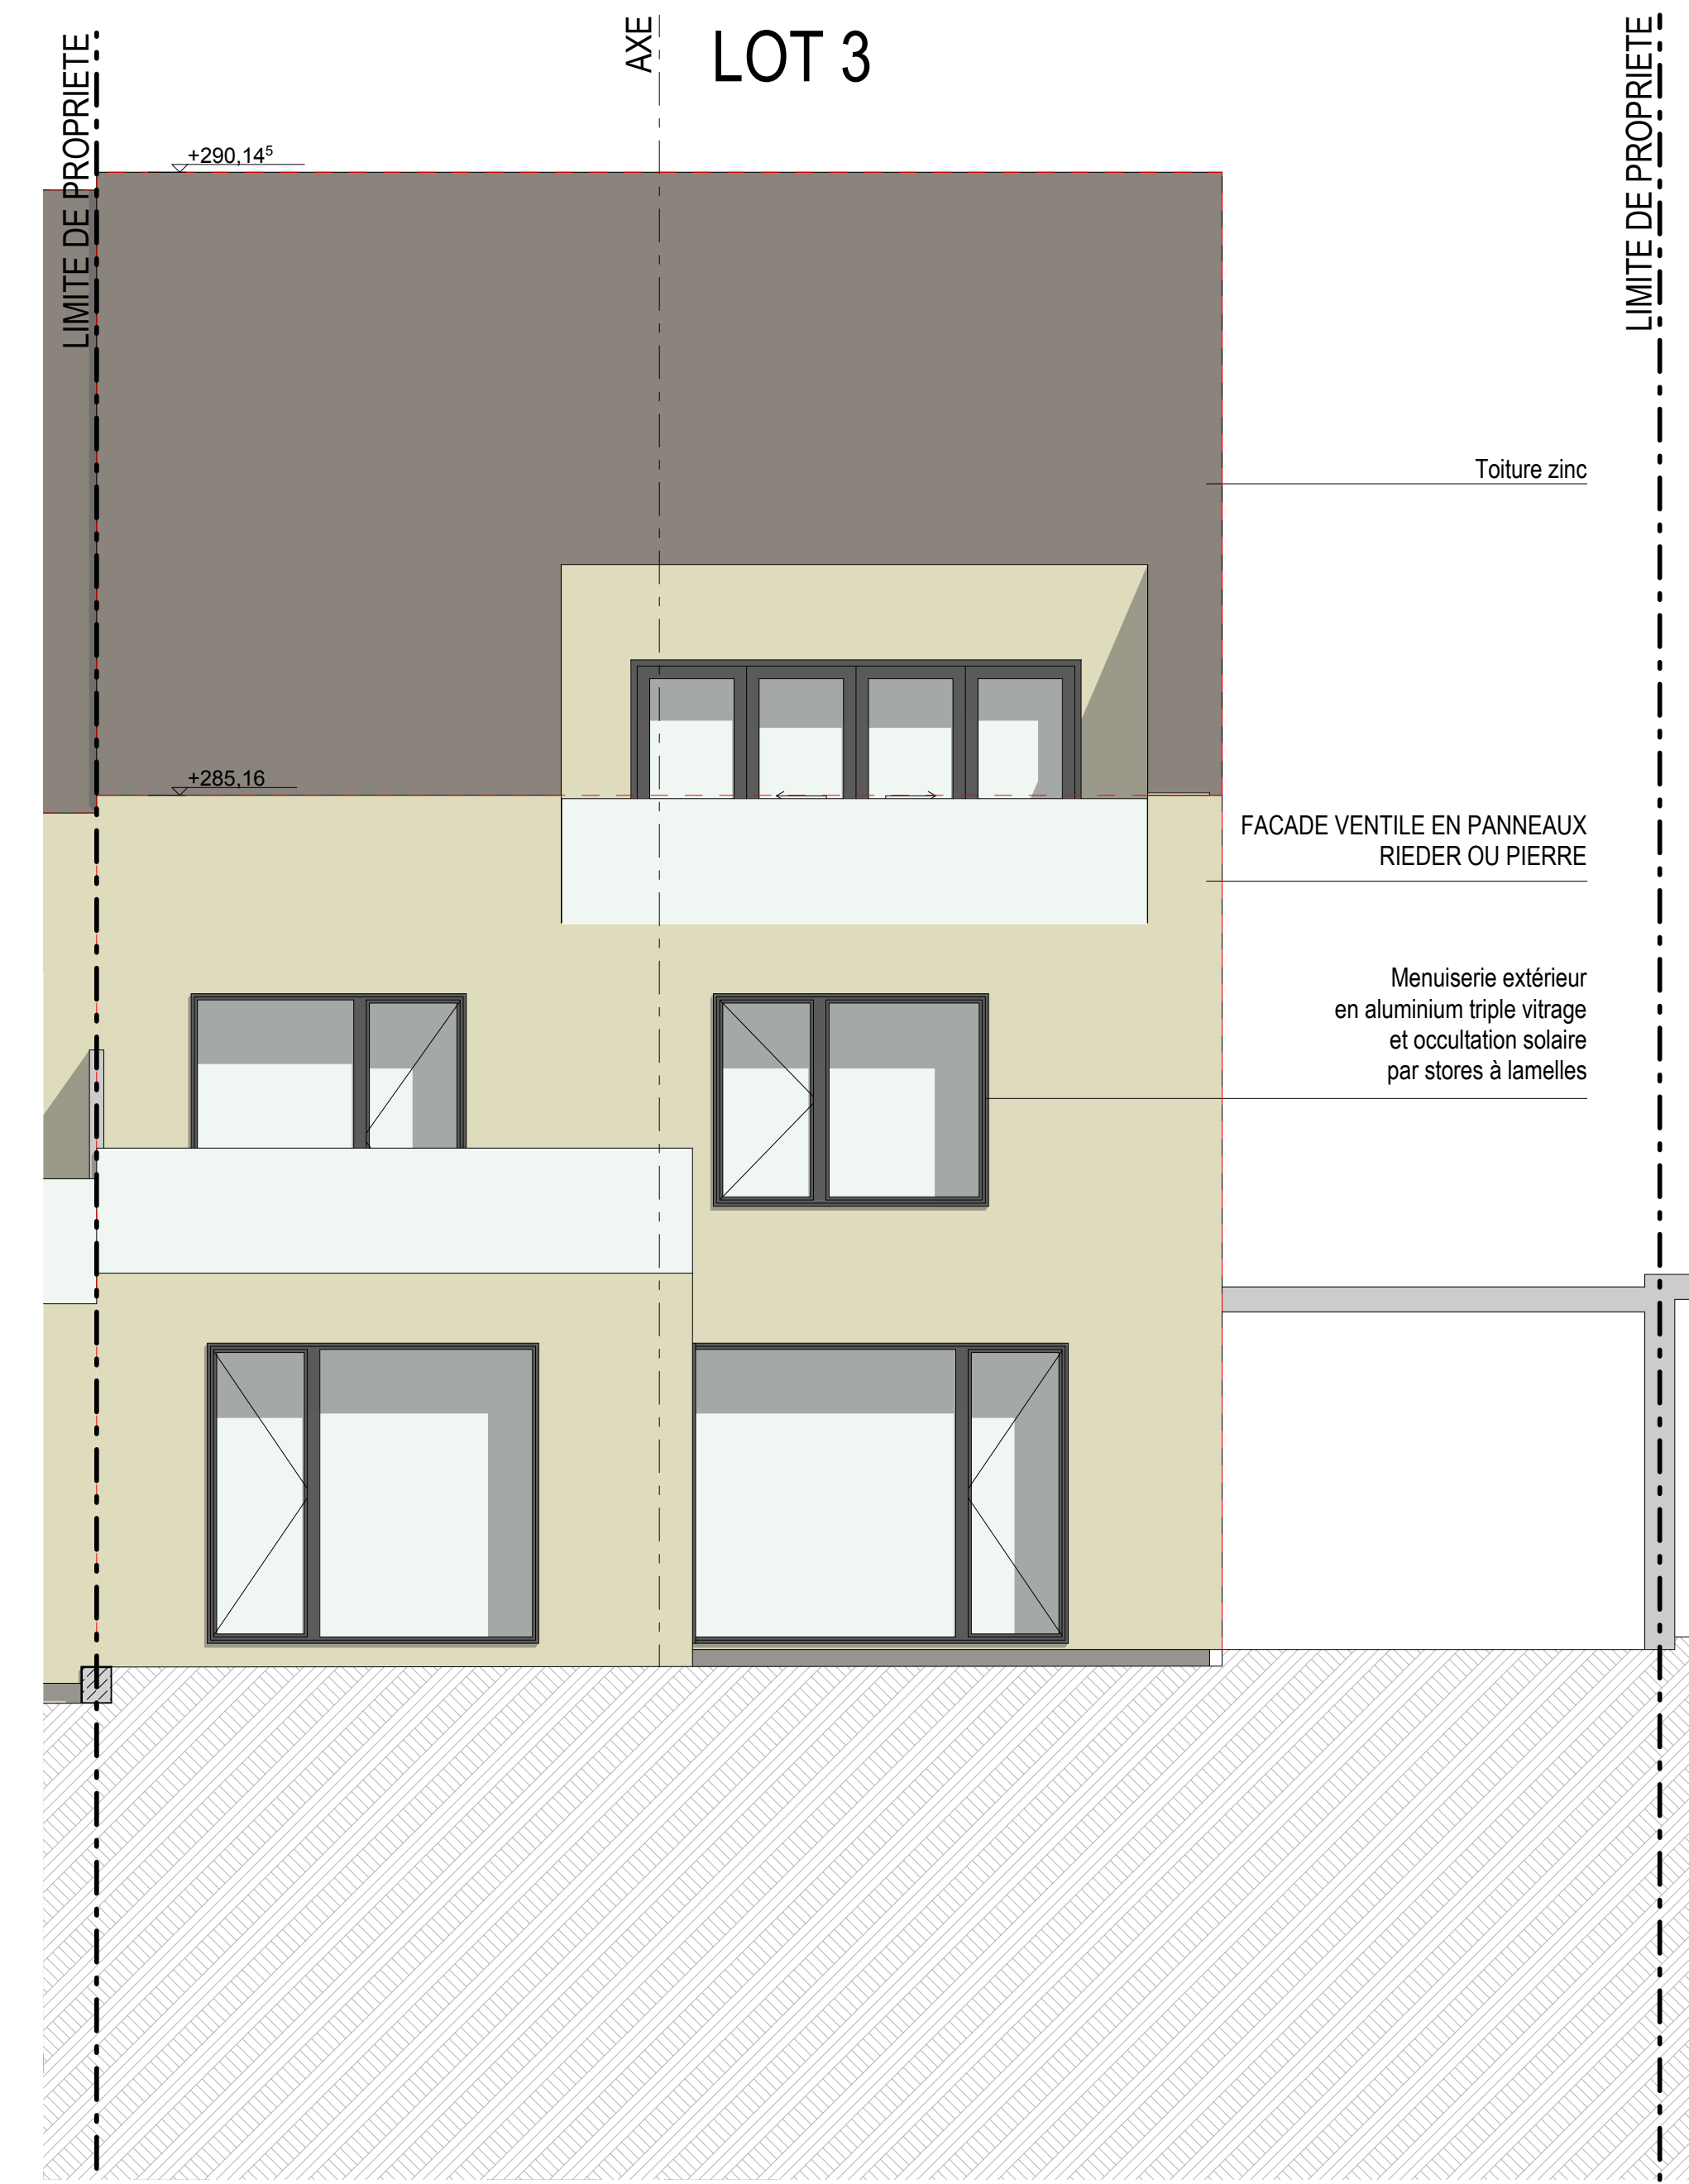 LIMITE DE PROPRIETE
AXE
LOT 3
LIMITE DE PROPRIETE
+290,14⁵
Toiture zinc
+285,16
FACADE VENTILE EN PANNEAUX
RIEDER OU PIERRE
Menuiserie extérieur
en aluminium triple vitrage
et occultation solaire
par stores à lamelles